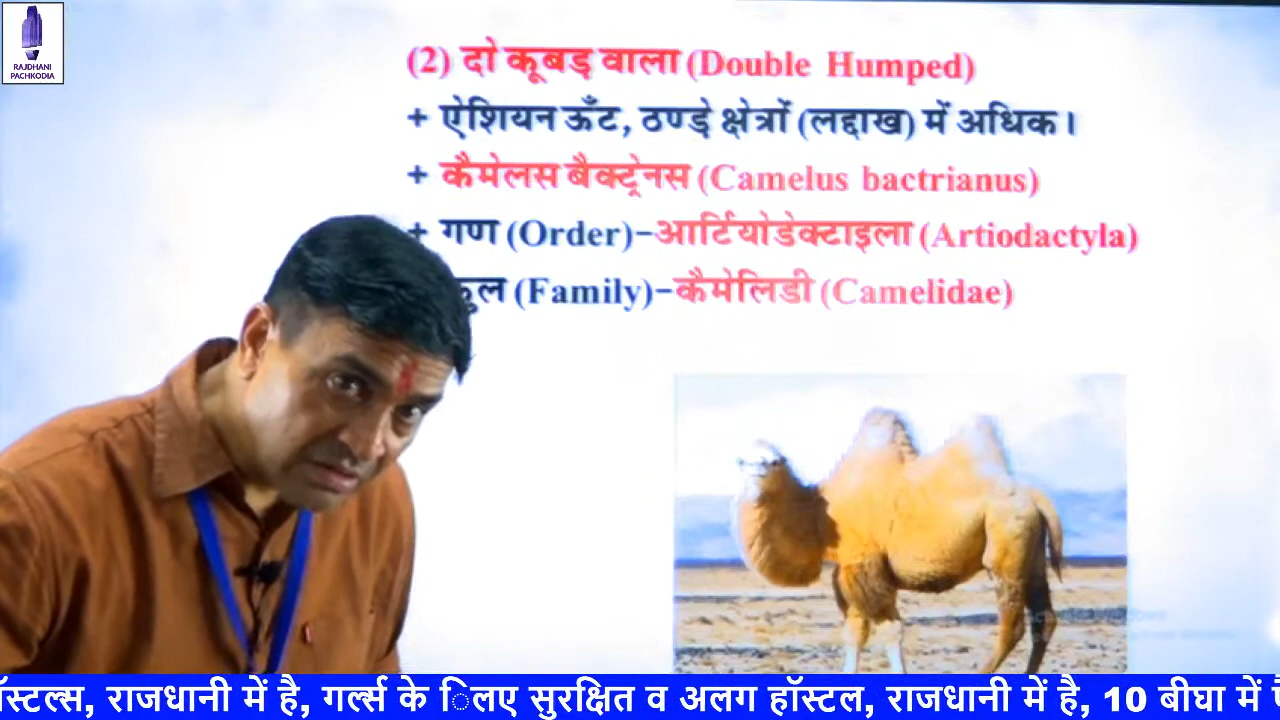 RAJDHANI
PACHKODIA
(2) दो कूबड़ वाला (Double Humped)
+ ऐशियन ऊँट, ठण्ड़े क्षेत्रों (लद्दाख) में अधिक।
+ कैमेलस बैक्ट्रेनस (Camelus bactrianus)
+ गण (Order)-आर्टियोडेक्टाइला (Artiodactyla)
कुल (Family)-कैमेलिडी (Camelidae)
ॉस्टल्स, राजधानी में है, गर्ल्स के िलए सुरक्षित व अलग हॉस्टल, राजधानी में है, 10 बीघा में